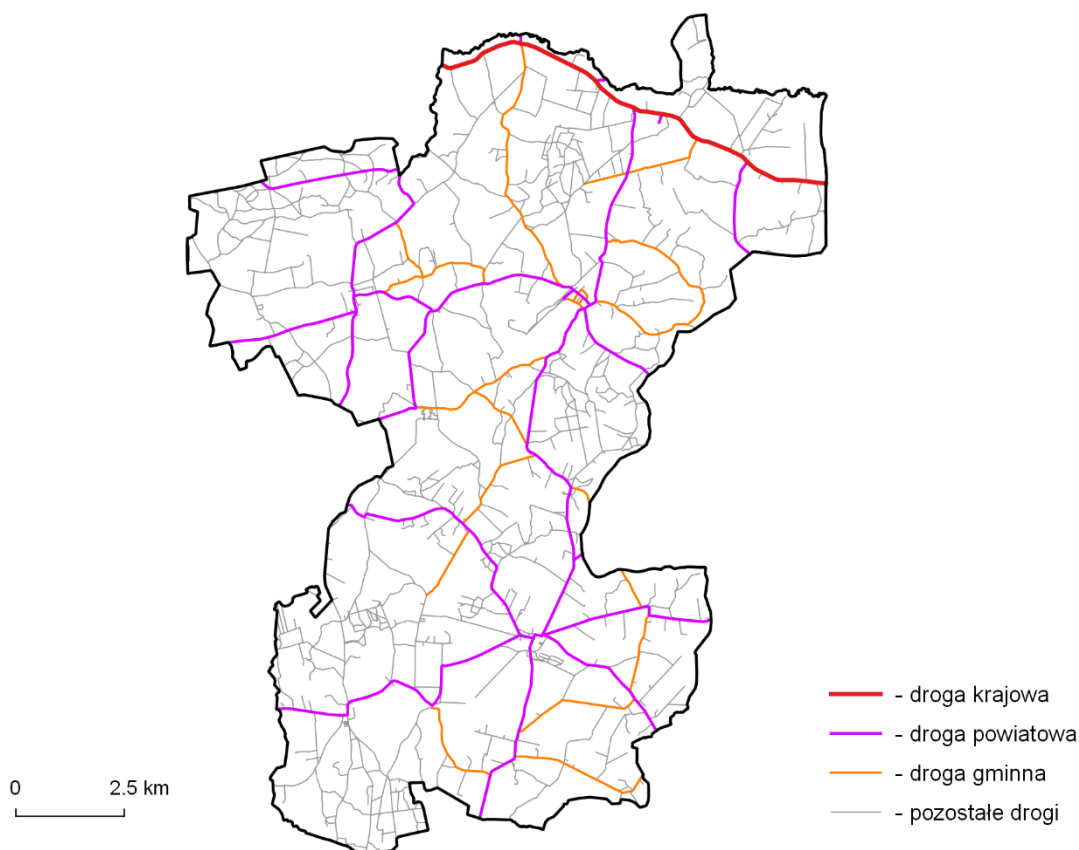 - droga krajowa
- droga powiatowa
- droga gminna
- pozostałe drogi
0 2.5 km